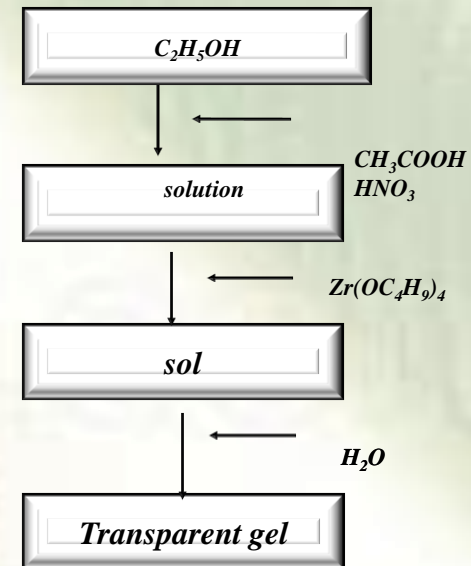 C₂H₅OH
CH₃COOH
HNO₃
solution
Zr(OC₄H₉)₄
sol
H₂O
Transparent gel